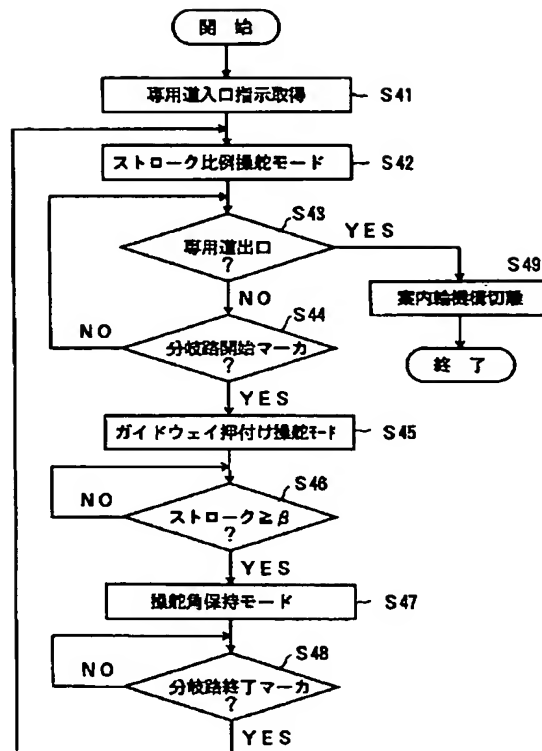 開 始
専用道入口指示取得
S41
ストローク比例操舵モード
S42
S43
専用道出口
?
YES
NO
S49
案内輪機構切離
終 了
S44
分岐路開始マーカ
?
NO
YES
ガイドウェイ押付け操舵モード
S45
S46
ストローク≧β
?
NO
YES
操舵角保持モード
S47
S48
分岐路終了マーカ
?
NO
YES